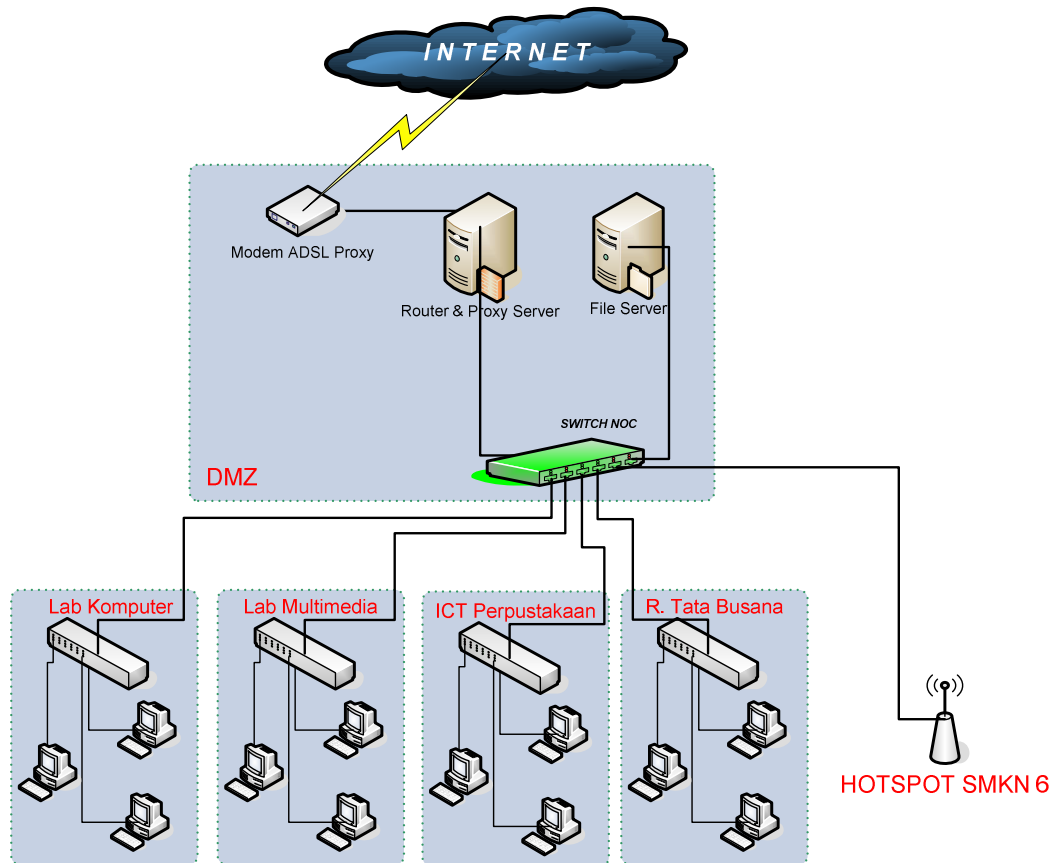 INTERNET
Modem ADSL Proxy
Router & Proxy Server
File Server
SWITCH NOC
DMZ
Lab Komputer
Lab Multimedia
ICT Perpustakaan
R. Tata Busana
HOTSPOT SMKN 6